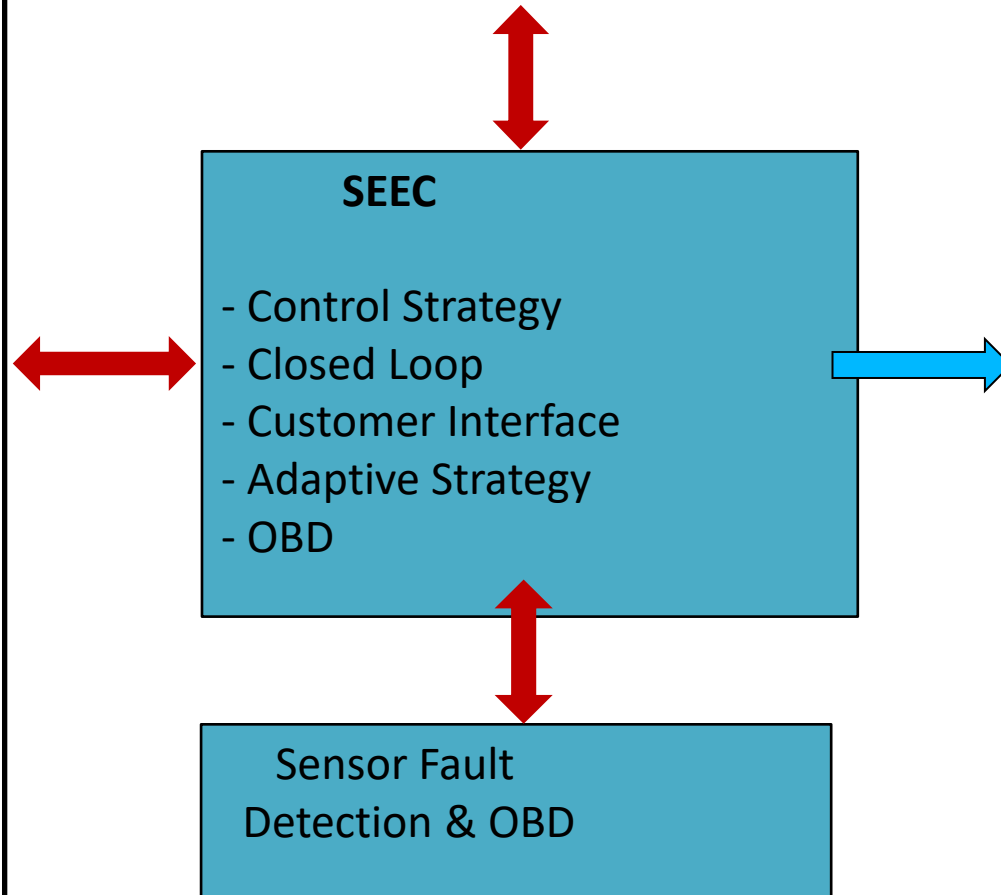 SEEC
- Control Strategy
- Closed Loop
- Customer Interface
- Adaptive Strategy
- OBD
Sensor Fault
Detection & OBD